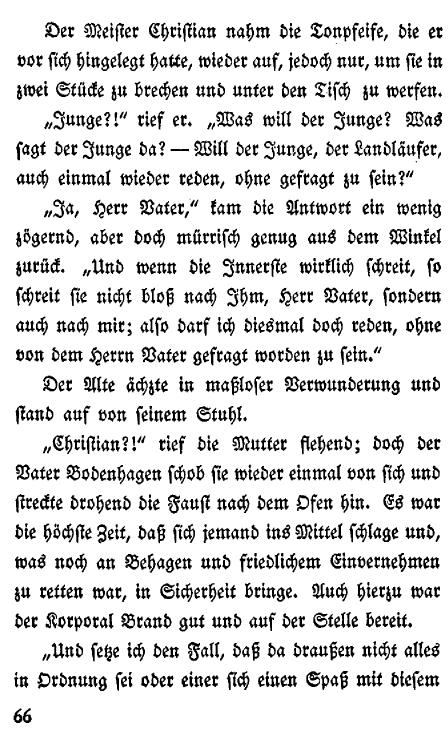 Der Meister Christian nahm die Tonpfeife, die er
vor sich hingelegt hatte, wieder auf, jedoch nur, um sie in
zwei Stücke zu brechen und unter den Tisch zu werfen.
„Junge?!“ rief er. „Was will der Junge? Was
sagt der Junge da? — Will der Junge, der Landläufer,
auch einmal wieder reden, ohne gefragt zu sein?“
„Ja, Herr Vater,“ kam die Antwort ein wenig
zögernd, aber doch mürrisch genug aus dem Winkel
zurück. „Und wenn die Innerste wirklich schreit, so
schreit sie nicht bloß nach Ihm, Herr Vater, sondern
auch nach mir; also darf ich diesmal doch reden, ohne
von dem Herrn Vater gefragt worden zu sein.“
Der Alte ächzte in maßloser Verwunderung und
stand auf von seinem Stuhl.
„Christian?!“ rief die Mutter flehend; doch der
Vater Bodenhagen schob sie wieder einmal von sich und
streckte drohend die Faust nach dem Ofen hin. Es war
die höchste Zeit, daß sich jemand ins Mittel schlage und,
was noch an Behagen und friedlichem Einvernehmen
zu retten war, in Sicherheit bringe. Auch hierzu war
der Korporal Brand gut und auf der Stelle bereit.
„Und setze ich den Fall, daß da draußen nicht alles
in Ordnung sei oder einer sich einen Spaß mit diesem
66